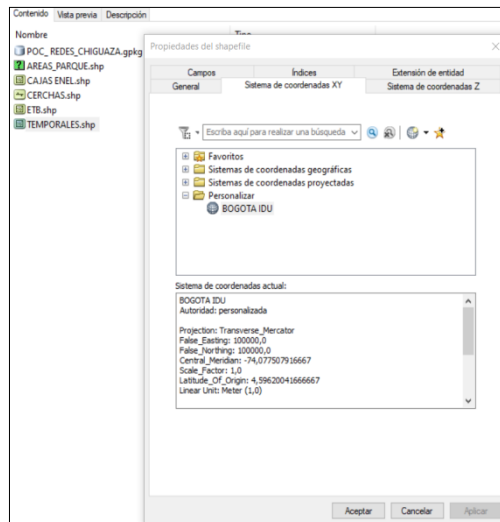 Contenido Vista previa Descripción
Nombre
POC_REDES_CHIGUAZA.gpkg
AREAS_PARQUE.shp
CAJAS ENEL.shp
CERCHAS.shp
ETB.shp
TEMPORALES.shp
Propiedades del shapefile
Campos Índices Extensión de entidad
General Sistema de coordenadas XY Sistema de coordenadas Z
Escriba aquí para realizar una búsqueda
Favoritos
Sistemas de coordenadas geográficas
Sistemas de coordenadas proyectadas
Personalizar
BOGOTA IDU
Sistema de coordenadas actual:
BOGOTA IDU
Autoridad: personalizada
Projection: Transverse_Mercator
False_Easting: 100000,0
False_Northing: 100000,0
Central_Meridian: -74,077507916667
Scale_Factor: 1,0
Latitude_Of_Origin: 4,59620041666667
Linear Unit: Meter (1,0)
Aceptar Cancelar Aplicar